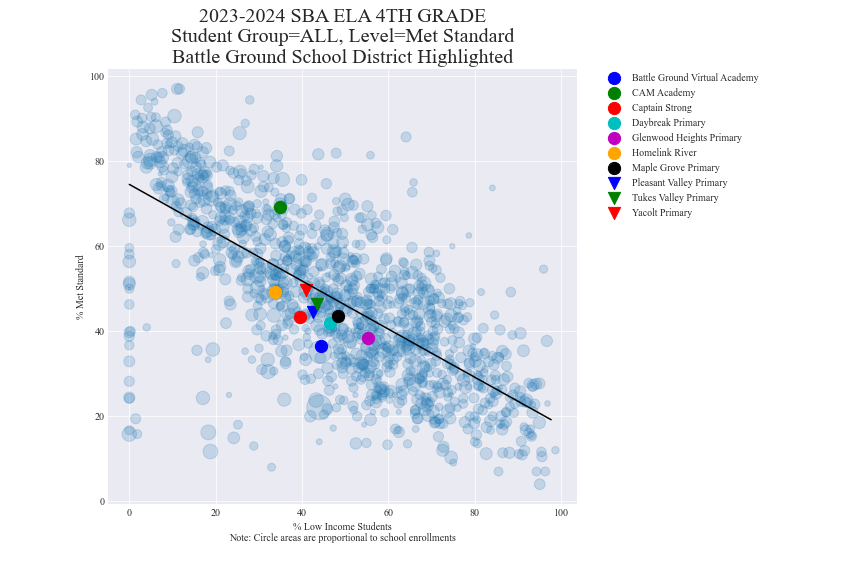 2023-2024 SBA ELA 4TH GRADE
Student Group=ALL, Level=Met Standard
Battle Ground School District Highlighted
100
80
60
40
20
0
% Met Standard
0 20 40 60 80 100
% Low Income Students
Note: Circle areas are proportional to school enrollments
Battle Ground Virtual Academy
CAM Academy
Captain Strong
Daybreak Primary
Glenwood Heights Primary
Homelink River
Maple Grove Primary
Pleasant Valley Primary
Tukes Valley Primary
Yacolt Primary